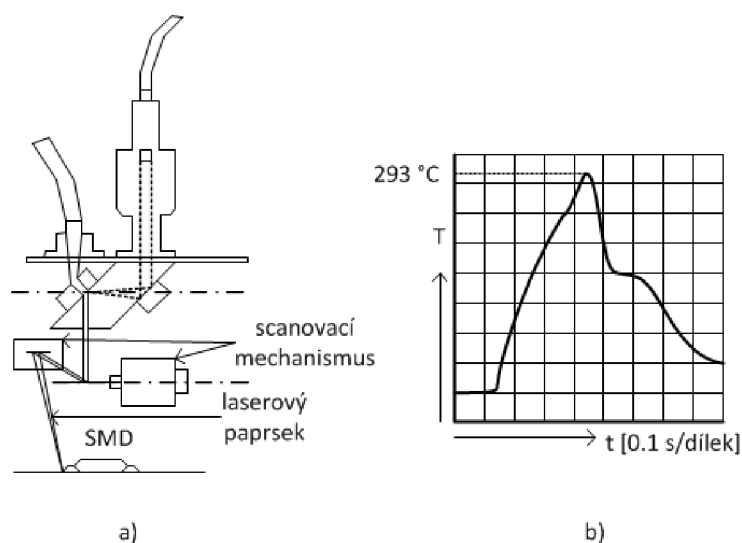 293 °C
T
scanovací
mechanismus
laserový
paprsek
SMD
t [0.1 s/dílek]
a)
b)